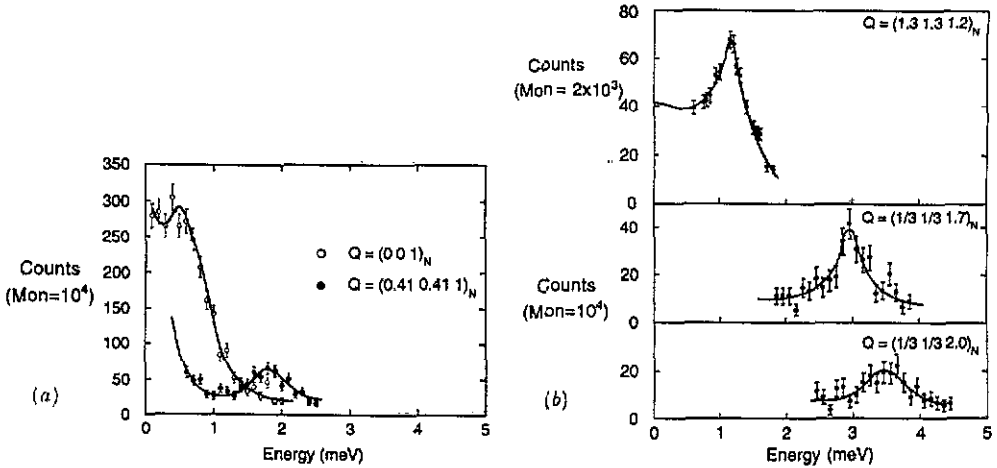 350
300
250
200
150
100
50
0
Counts
(Mon=10⁴)
○ Q = (0 0 1)N
● Q = (0.41 0.41 1)N
(a)
0 1 2 3 4 5
Energy (meV)
80
60
40
20
0
Counts
(Mon = 2x10³)
Q = (1.3 1.3 1.2)N
40
20
0
Q = (1/3 1/3 1.7)N
Counts
(Mon=10⁴)
20
0
Q = (1/3 1/3 2.0)N
(b)
0 1 2 3 4 5
Energy (meV)